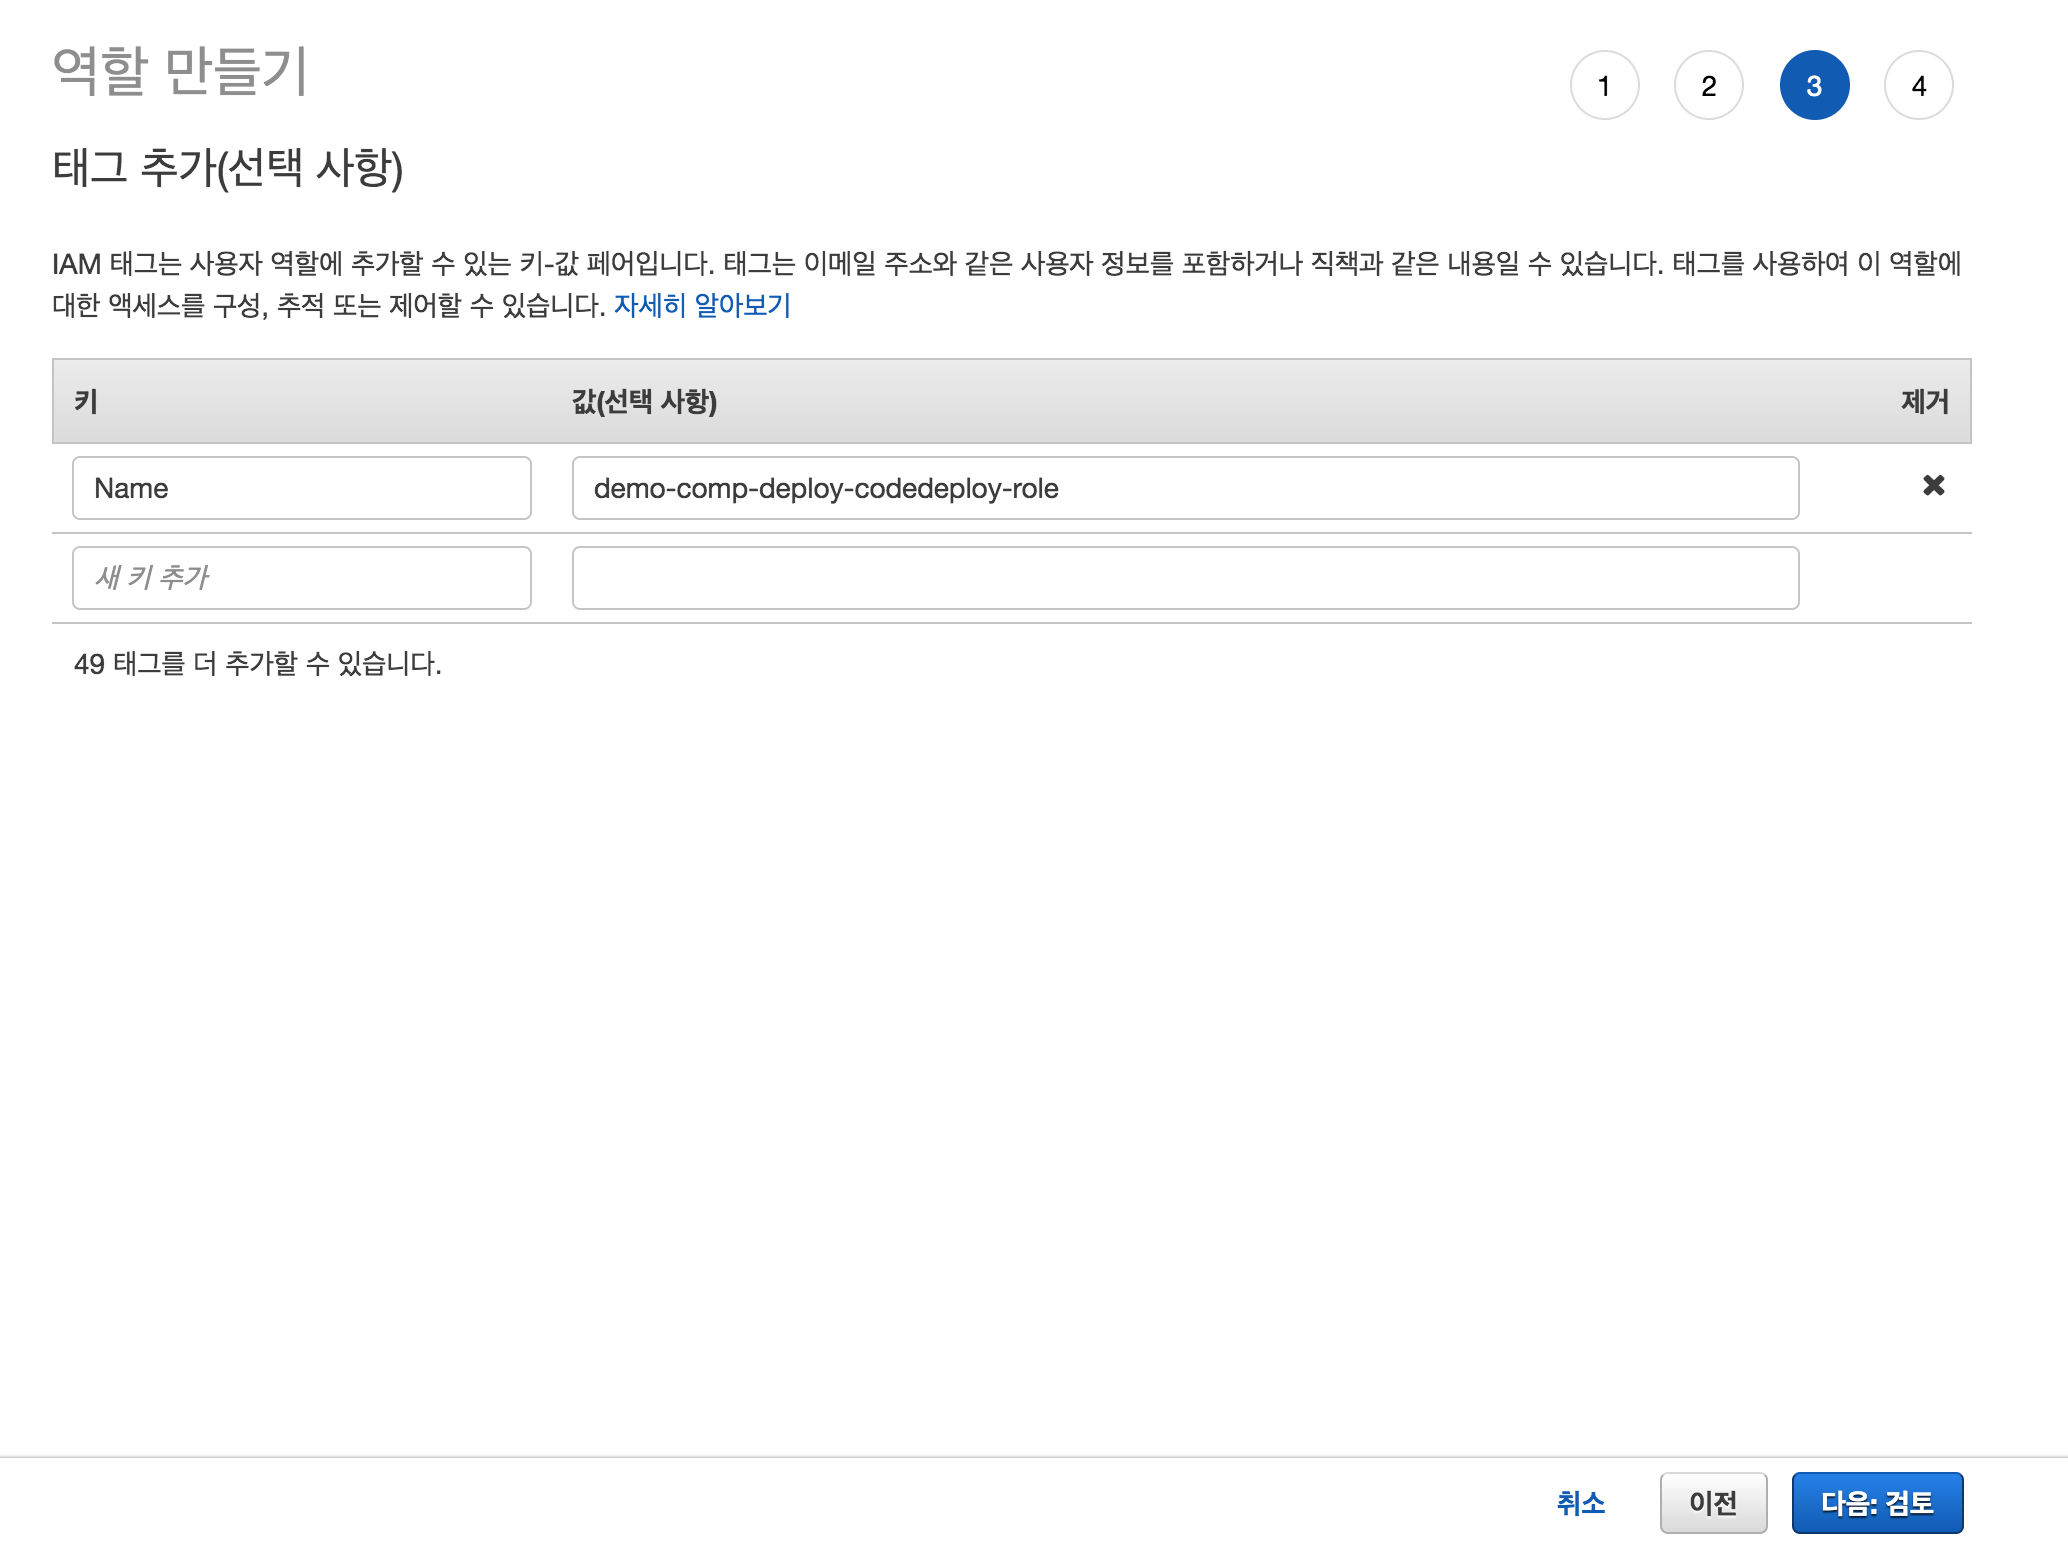 역할 만들기
1 2 3 4
태그 추가(선택 사항)
IAM 태그는 사용자 역할에 추가할 수 있는 키-값 페어입니다. 태그는 이메일 주소와 같은 사용자 정보를 포함하거나 직책과 같은 내용일 수 있습니다. 태그를 사용하여 이 역할에
대한 액세스를 구성, 추적 또는 제어할 수 있습니다. 자세히 알아보기
키 값(선택 사항) 제거
Name demo-comp-deploy-codedeploy-role
새 키 추가
49 태그를 더 추가할 수 있습니다.
취소 이전 다음: 검토